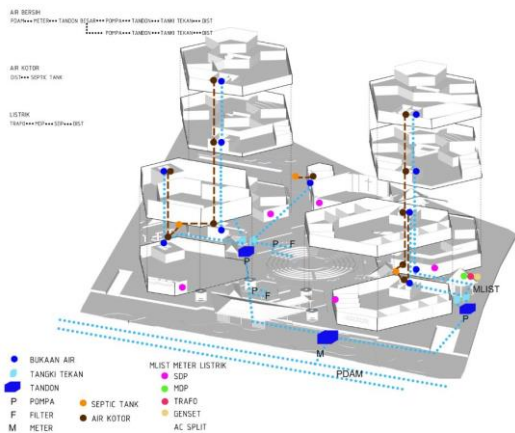 AIR BERSIH
PDAM●●●METER●●●TANDON BESAR●●●POMPA●●●TANDON●●●TANKI TEKAN●●●DIST
●●●●●● POMPA●●●TANDON●●●TANKI TEKAN●●●DIST
AIR KOTOR
DIST●●●SEPTIC TANK
LISTRIK
TRAFO●●●MDP●●●SDP●●●DIST
P F
P
F
MLIST
P
M
PDAM
BUKAAN AIR
TANGKI TEKAN
TANDON
P POMPA
F FILTER
M METER
SEPTIC TANK
AIR KOTOR
MLIST METER LISTRIK
SDP
MDP
TRAFO
GENSET
AC SPLIT